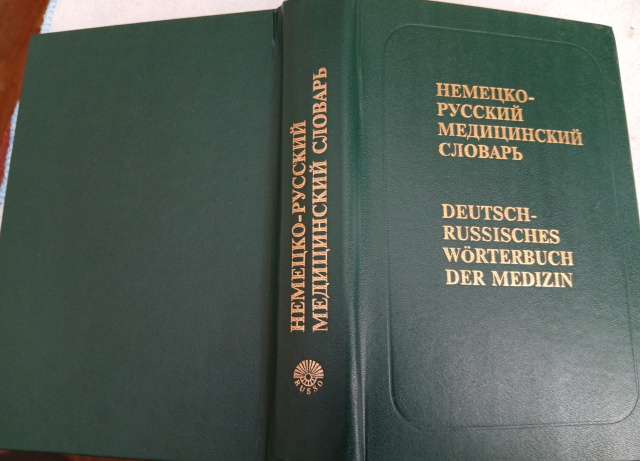 НЕМЕЦКО-РУССКИЙ
МЕДИЦИНСКИЙ СЛОВАРЬ
RUSSO
НЕМЕЦКО-
РУССКИЙ
МЕДИЦИНСКИЙ
СЛОВАРЬ
DEUTSCH-
RUSSISCHES
WÖRTERBUCH
DER MEDIZIN